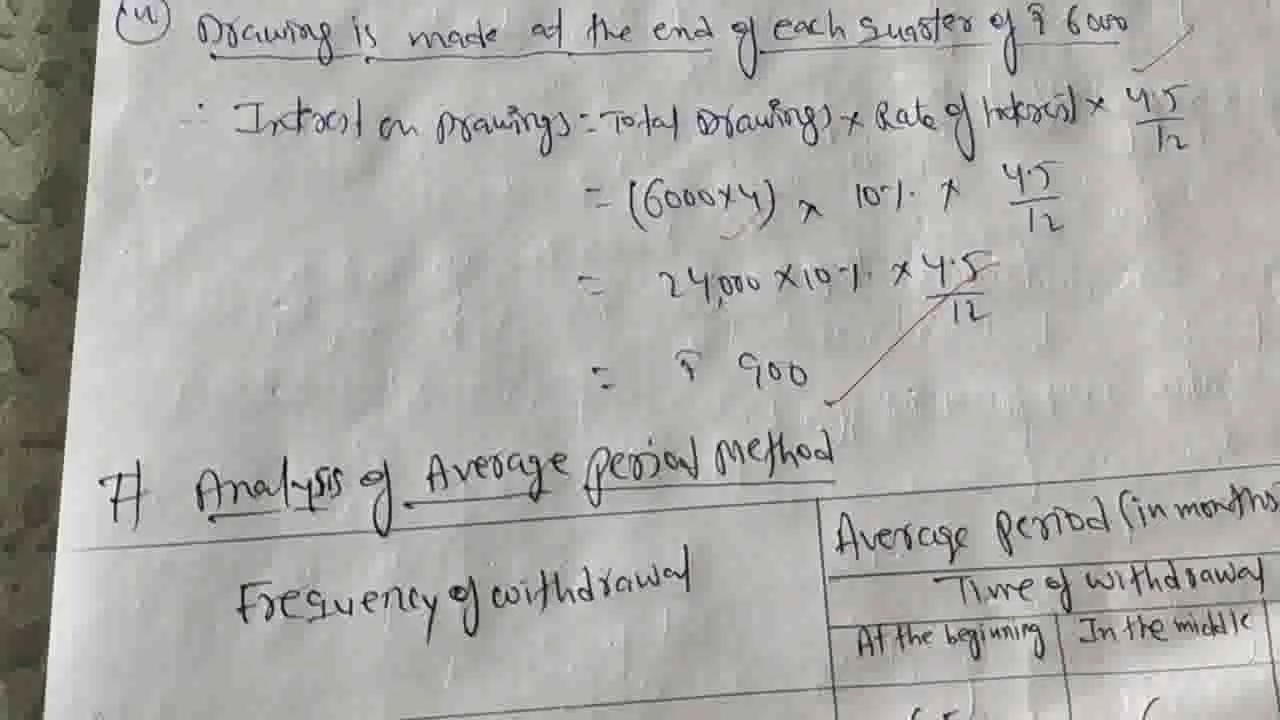 Drawing is made at the end of each quarter of ₹ 6000
∴ Interest on Drawings = Total Drawings × Rate of Interest × 4.5/12
= (6000×4) × 10% × 4.5/12
= 24,000 × 10% × 4.5/12
= ₹ 900
7) Analysis of Average period Method
Frequency of withdrawal
Average period (in months
Time of withdrawal
At the beginning
In the middle